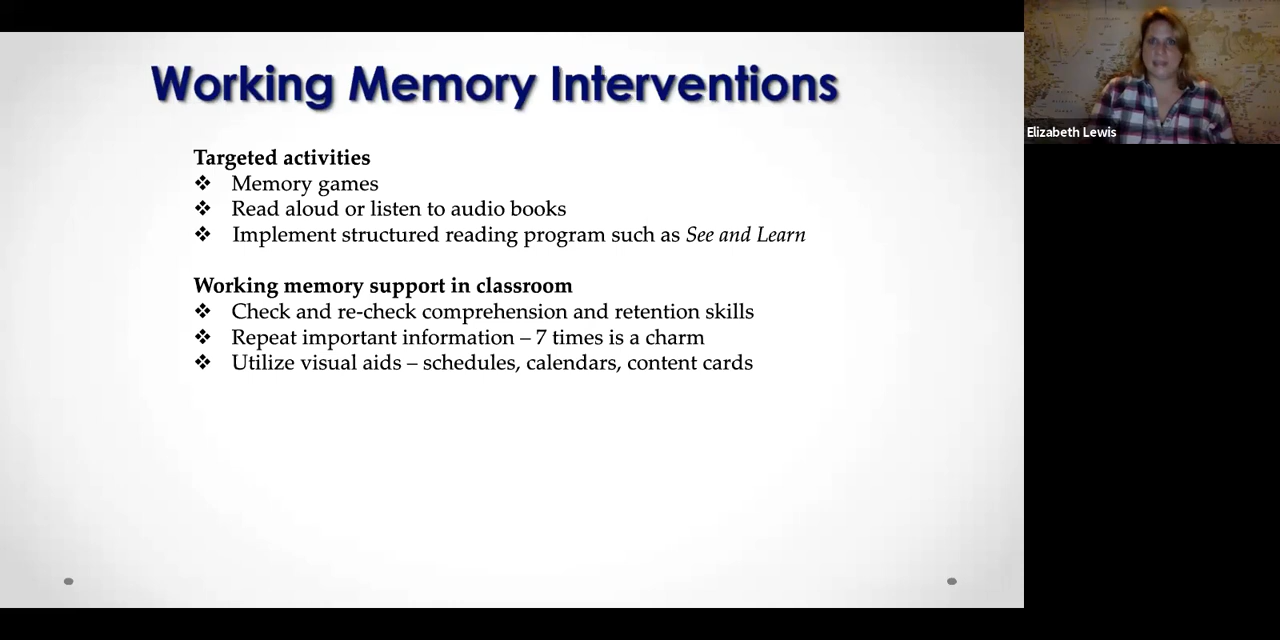 Working Memory Interventions
Targeted activities
❖ Memory games
❖ Read aloud or listen to audio books
❖ Implement structured reading program such as See and Learn
Working memory support in classroom
❖ Check and re-check comprehension and retention skills
❖ Repeat important information – 7 times is a charm
❖ Utilize visual aids – schedules, calendars, content cards
Elizabeth Lewis